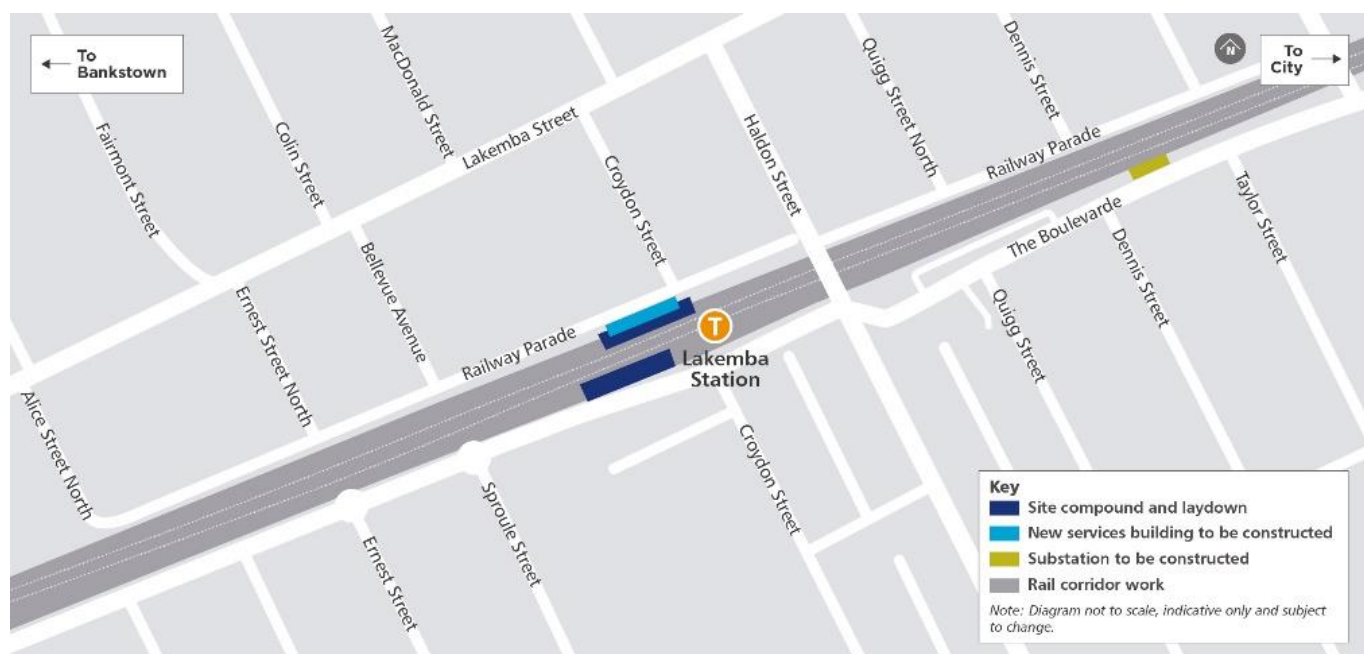 To
Bankstown
MacDonald Street
Quigg Street North
Dennis Street
N
To
City
Fairmont Street
Colin Street
Lakemba Street
Croydon Street
Haldon Street
Railway Parade
Taylor Street
Bellevue Avenue
The Boulevarde
Dennis Street
Ernest Street North
Quigg Street
Railway Parade
T
Lakemba
Station
Alice Street North
Croydon Street
Sproule Street
Ernest Street
Key
Site compound and laydown
New services building to be constructed
Substation to be constructed
Rail corridor work
Note: Diagram not to scale, indicative only and subject
to change.